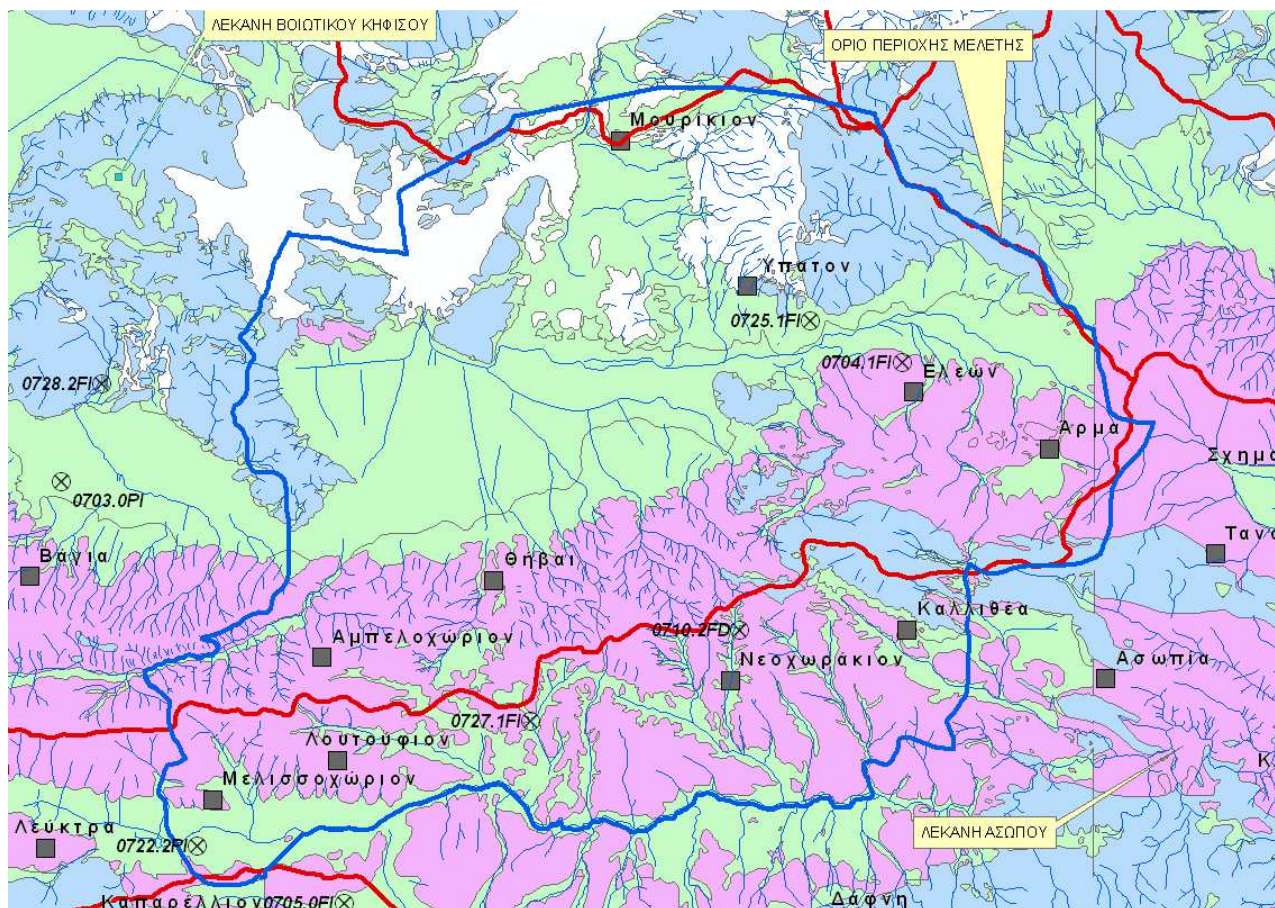 ΛΕΚΑΝΗ ΒΟΙΩΤΙΚΟΥ ΚΗΦΙΣΟΥ
ΟΡΙΟ ΠΕΡΙΟΧΗΣ ΜΕΛΕΤΗΣ
Μουρίκιον
Υπατον
0725.1FI
0704.1FI
Ελεών
0728.2FI
Αρμα
Σχημα
0703.0PI
Βάγια
Θήβαι
Τανα
Καλλιθέα
Αμπελοχώριον
0710.2FD
Νεοχωράκιον
Ασωπία
0727.1FI
Λουτούφιον
Μελισσοχώριον
Κ
Λεύκτρα
0722.2PI
ΛΕΚΑΝΗ ΑΣΩΠΟΥ
Καπαρέλλιον
0705.0FI
Δάφνη